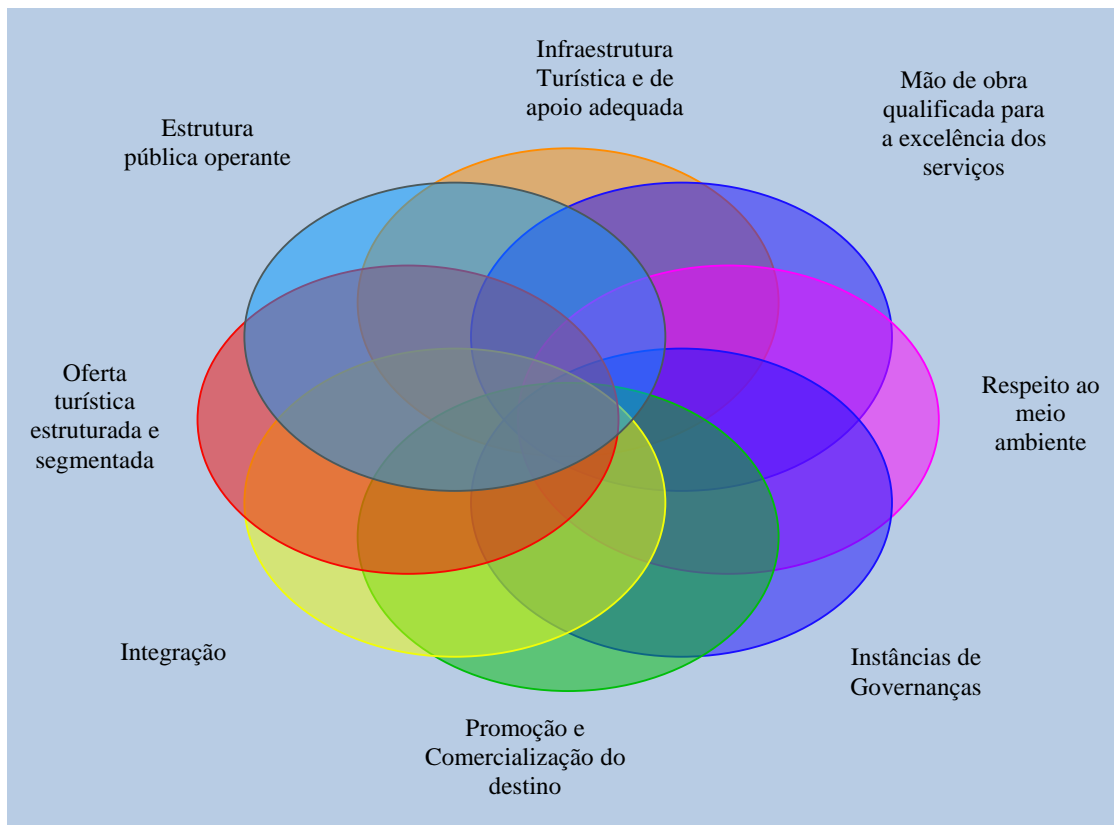 Infraestrutura
Turística e de
apoio adequada
Mão de obra
qualificada para
a excelência dos
serviços
Estrutura
pública operante
Oferta
turística
estruturada e
segmentada
Respeito ao
meio
ambiente
Integração
Instâncias de
Governanças
Promoção e
Comercialização do
destino